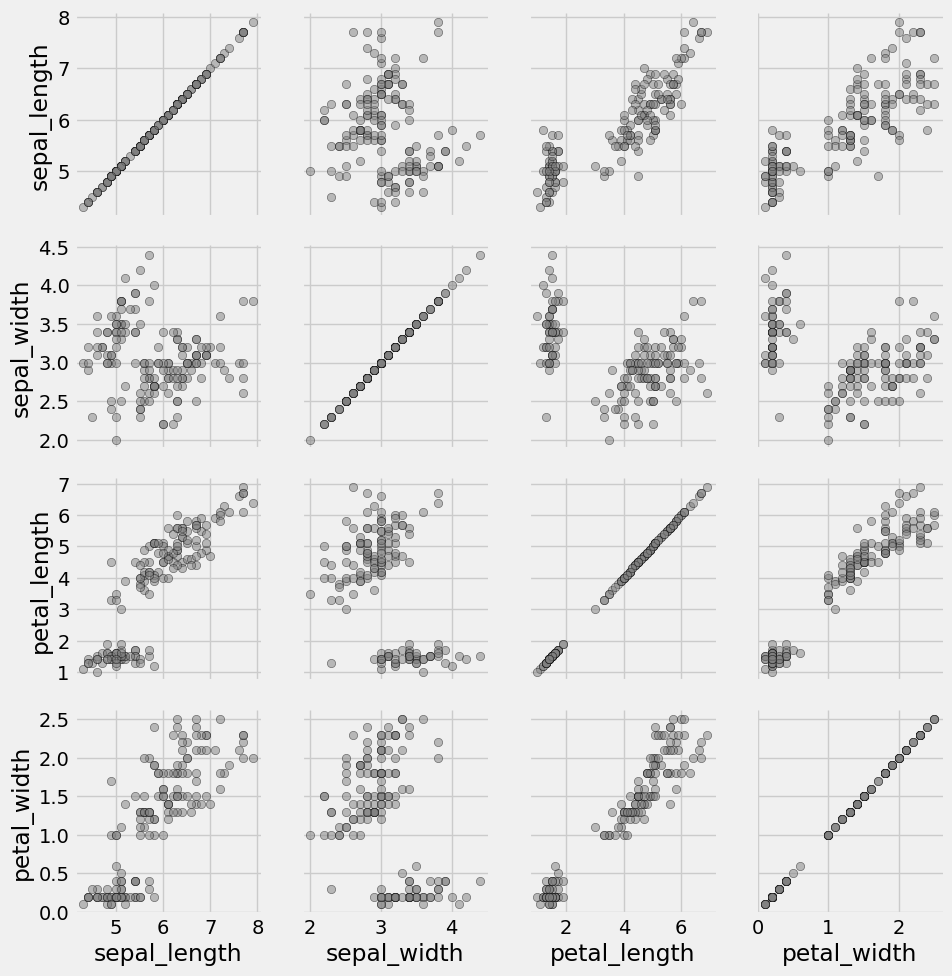 8
7
6
5
sepal_length
4.5
4.0
3.5
3.0
2.5
2.0
sepal_width
7
6
5
4
3
2
1
petal_length
2.5
2.0
1.5
1.0
0.5
0.0
petal_width
5 6 7 8
2 3 4
2 4 6
0 1 2
sepal_length sepal_width petal_length petal_width